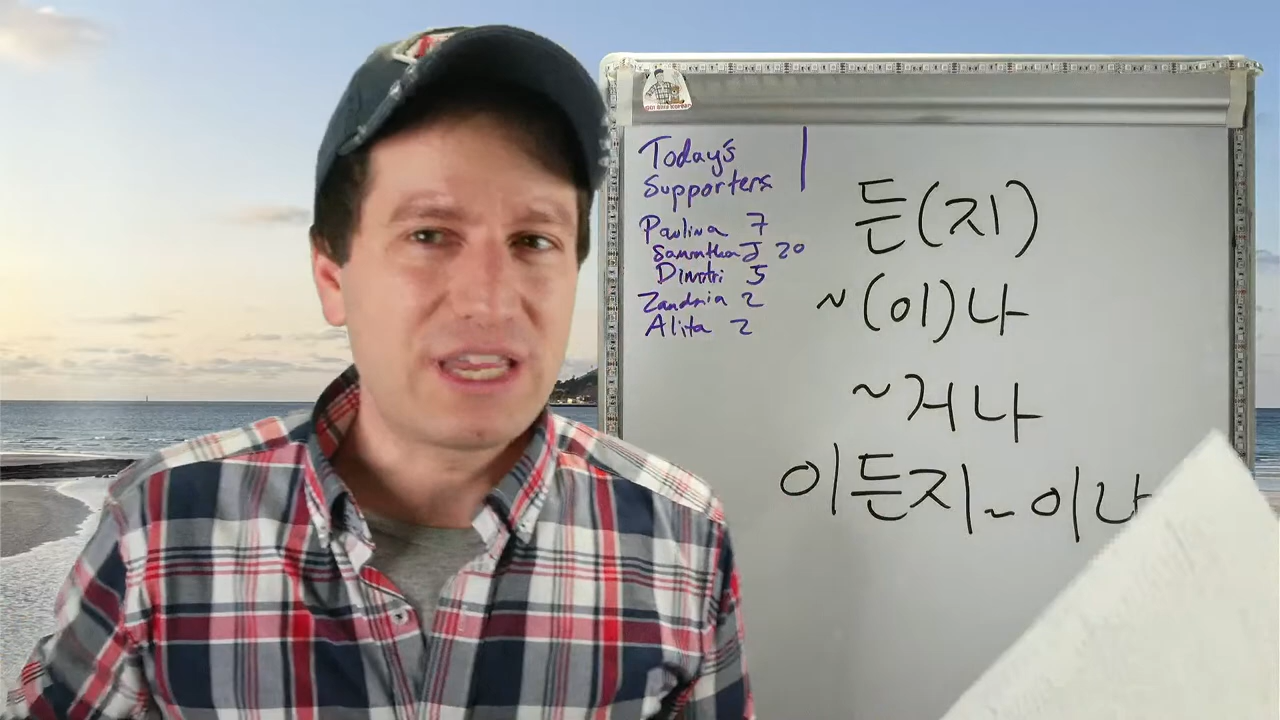 Today's
Supporters
Paulina 7
Samantha J 20
Dimitri 5
Zandria 2
Alita 2
든(지)
~(이)나
~거나
이든지~이나